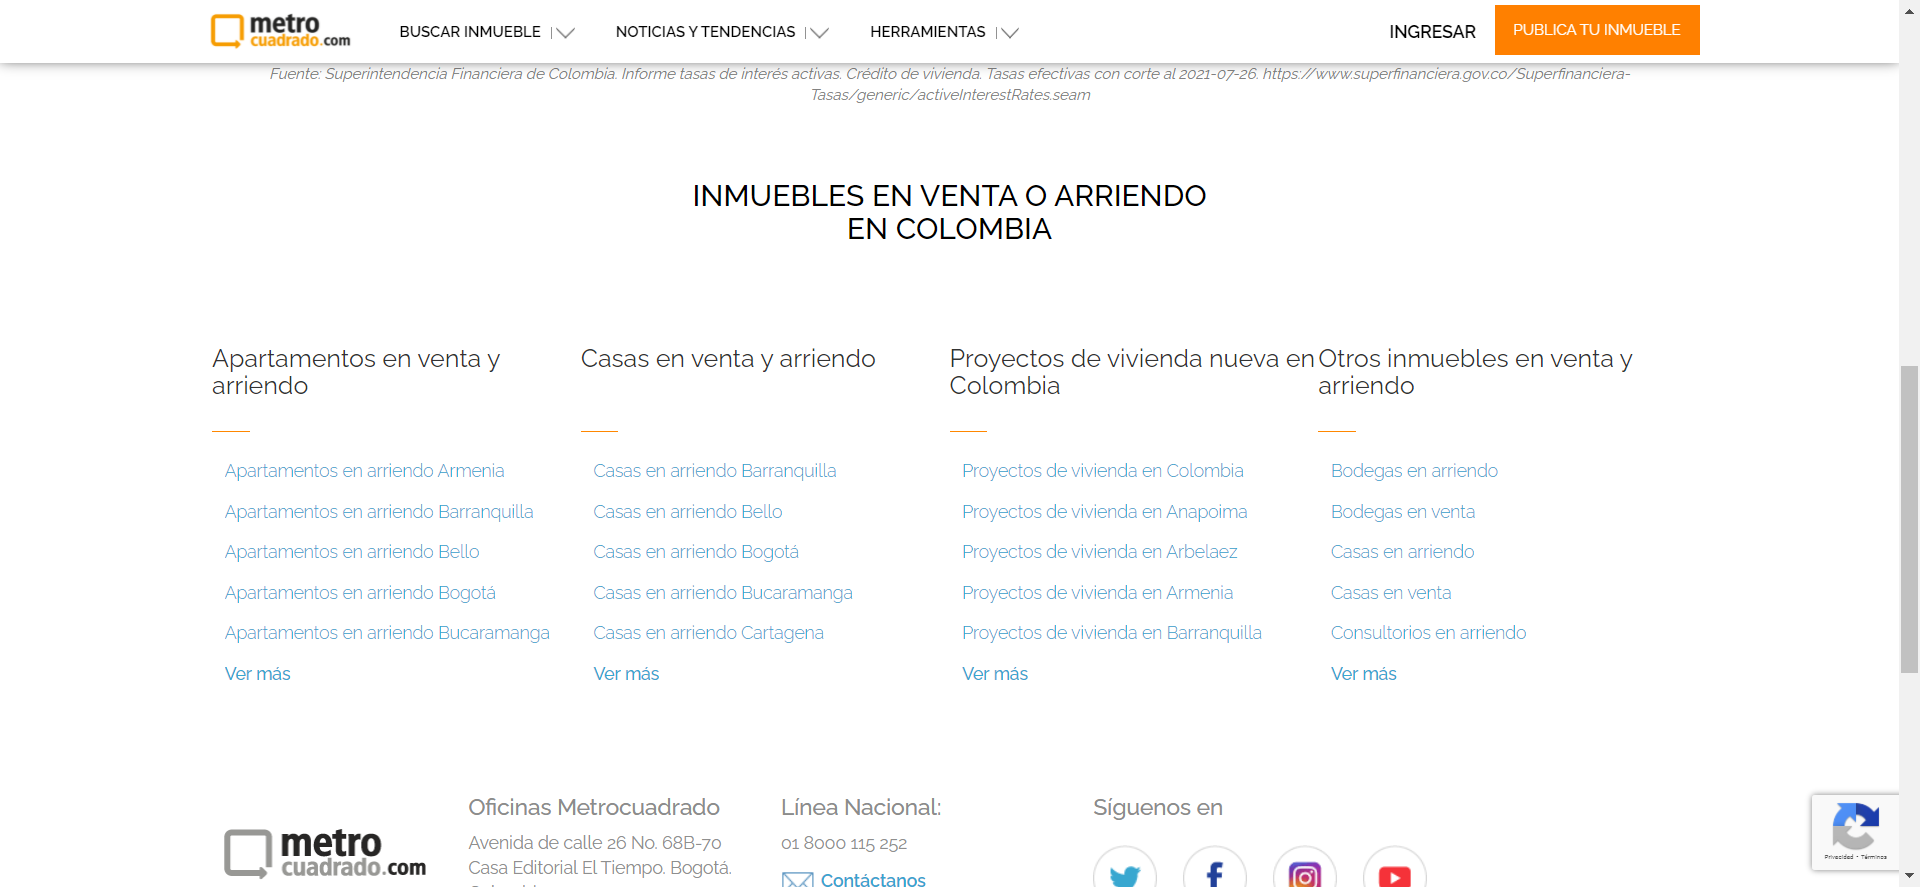 metro
cuadrado.com
BUSCAR INMUEBLE
NOTICIAS Y TENDENCIAS
HERRAMIENTAS
INGRESAR
PUBLICA TU INMUEBLE
Fuente: Superintendencia Financiera de Colombia. Informe tasas de interés activas. Crédito de vivienda. Tasas efectivas con corte al 2021-07-26. https://www.superfinanciera.gov.co/Superfinanciera-
Tasas/generic/activeInterestRates.seam
INMUEBLES EN VENTA O ARRIENDO
EN COLOMBIA
Apartamentos en venta y
arriendo
Apartamentos en arriendo Armenia
Apartamentos en arriendo Barranquilla
Apartamentos en arriendo Bello
Apartamentos en arriendo Bogotá
Apartamentos en arriendo Bucaramanga
Ver más
Casas en venta y arriendo
Casas en arriendo Barranquilla
Casas en arriendo Bello
Casas en arriendo Bogotá
Casas en arriendo Bucaramanga
Casas en arriendo Cartagena
Ver más
Proyectos de vivienda nueva en
Colombia
Proyectos de vivienda en Colombia
Proyectos de vivienda en Anapoima
Proyectos de vivienda en Arbelaez
Proyectos de vivienda en Armenia
Proyectos de vivienda en Barranquilla
Ver más
Otros inmuebles en venta y
arriendo
Bodegas en arriendo
Bodegas en venta
Casas en arriendo
Casas en venta
Consultorios en arriendo
Ver más
metro
cuadrado.com
Oficinas Metrocuadrado
Avenida de calle 26 No. 68B-70
Casa Editorial El Tiempo. Bogotá.
Línea Nacional:
01 8000 115 252
Contáctanos
Síguenos en
Privacidad - Términos